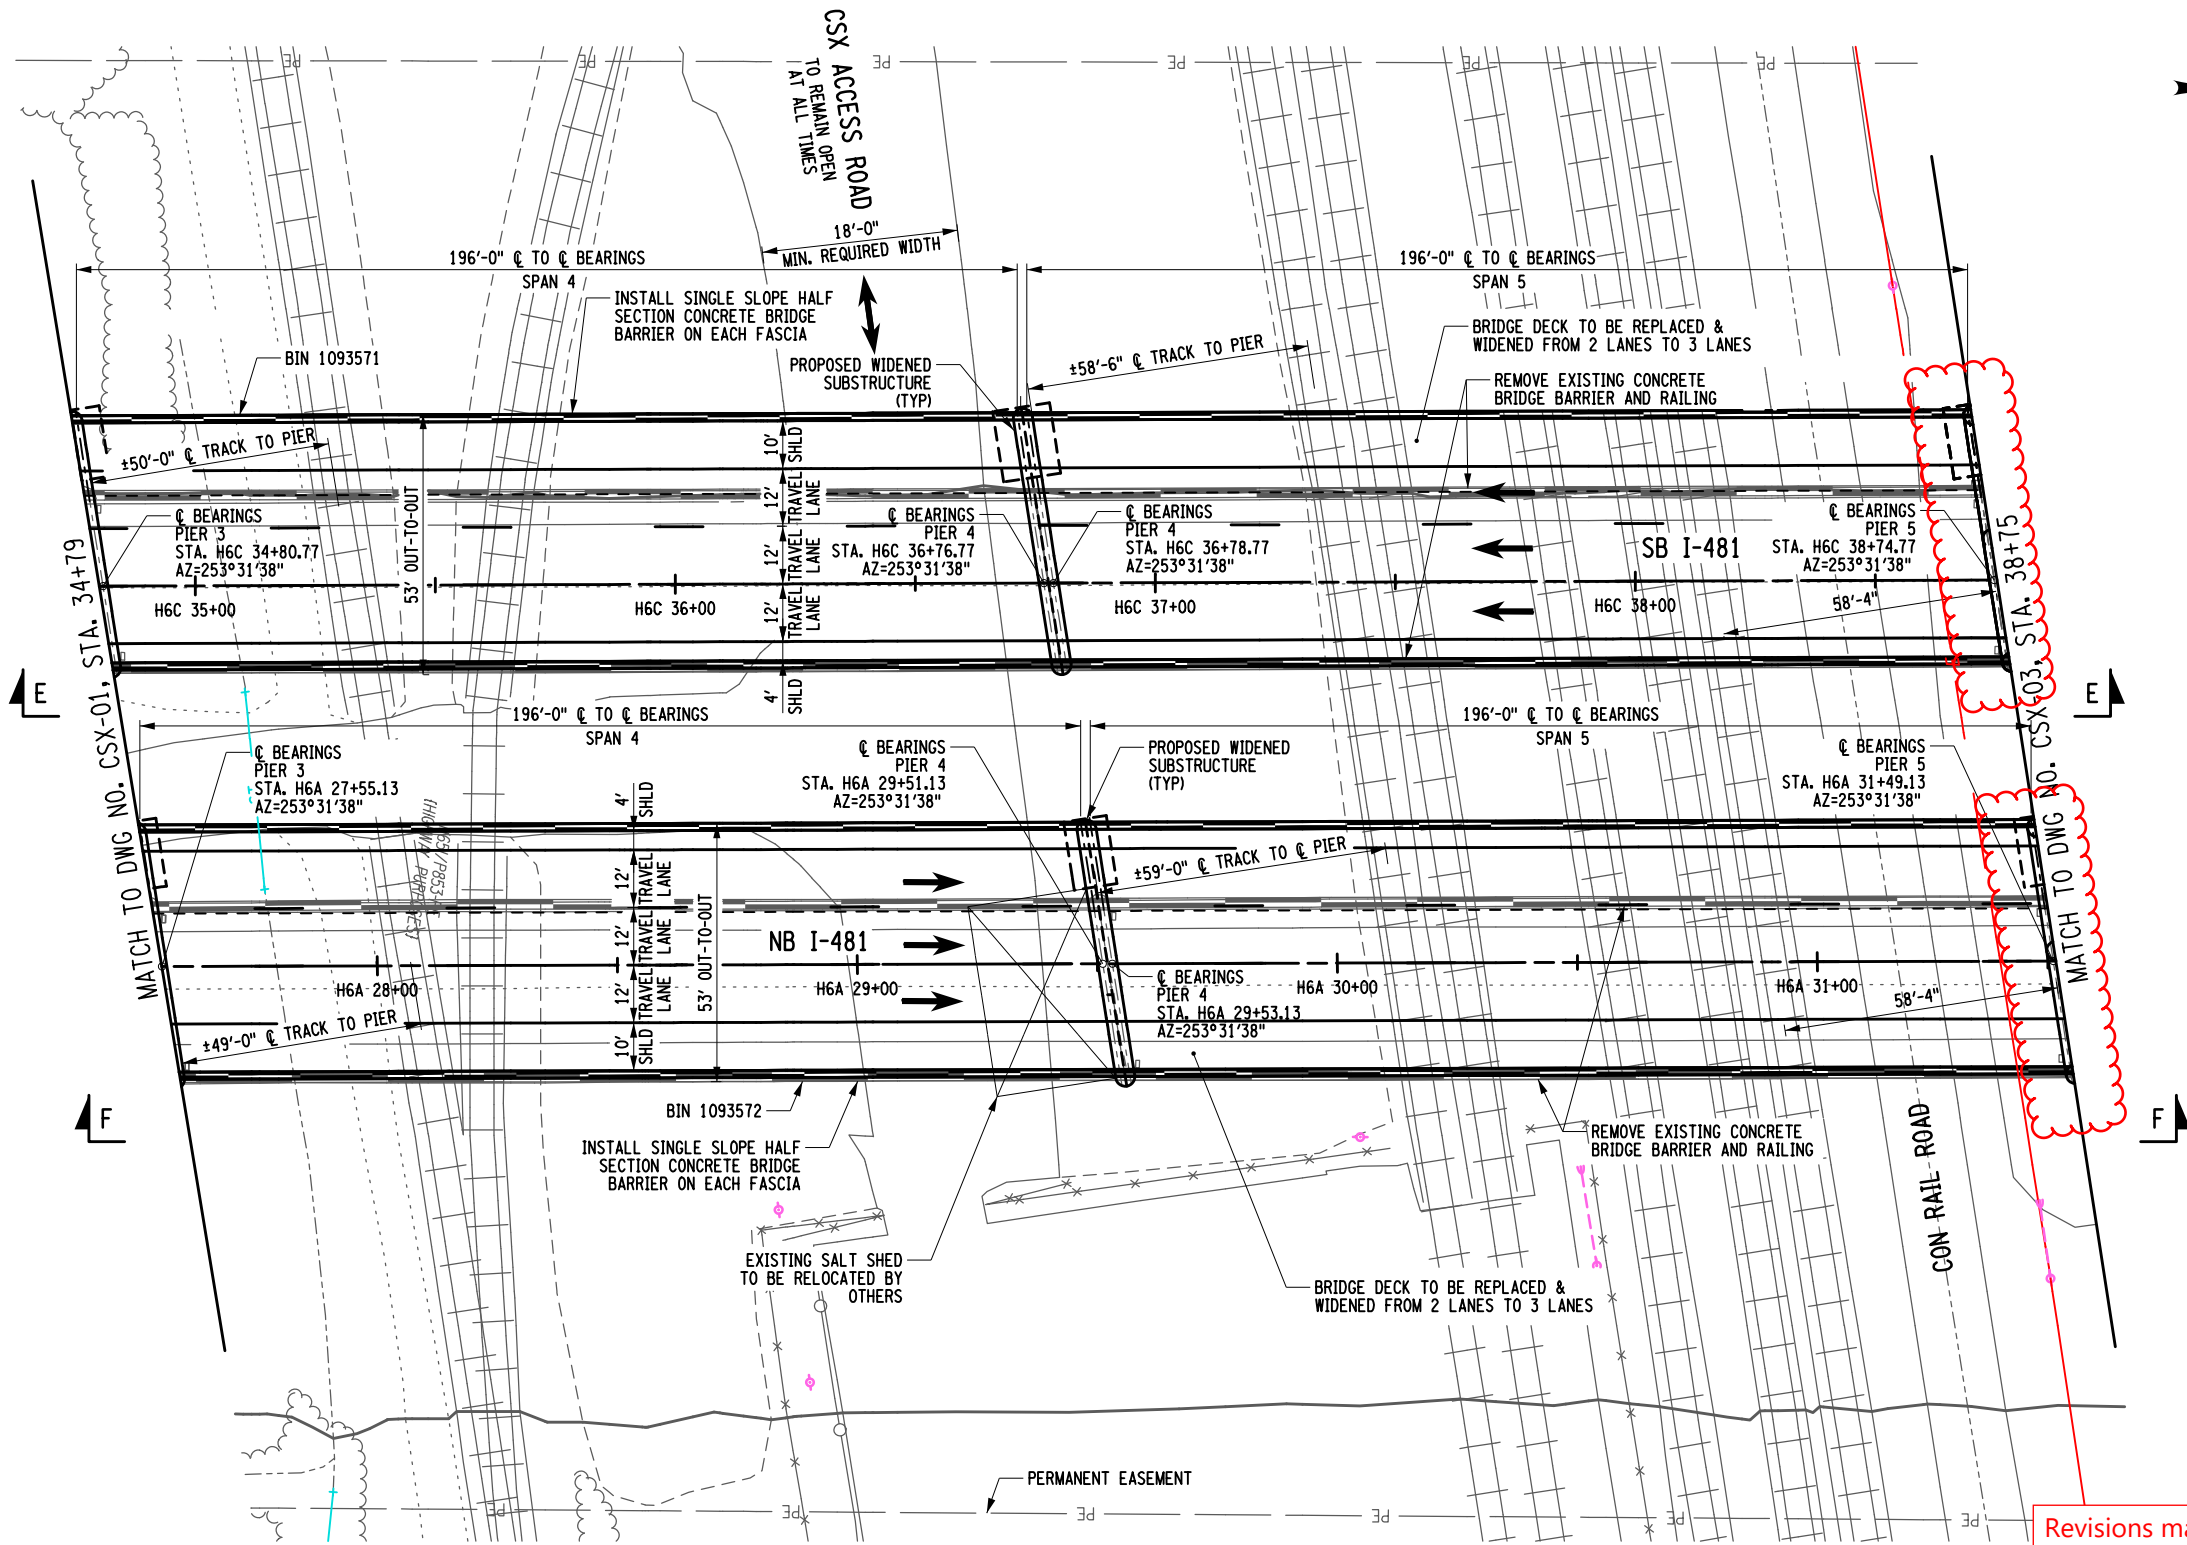 PE PE PE PE PE PE
CSX ACCESS ROAD
TO REMAIN OPEN
AT ALL TIMES
18'-0"
MIN. REQUIRED WIDTH
196'-0" ℄ TO ℄ BEARINGS
SPAN 4
196'-0" ℄ TO ℄ BEARINGS
SPAN 5
INSTALL SINGLE SLOPE HALF
SECTION CONCRETE BRIDGE
BARRIER ON EACH FASCIA
BIN 1093571
PROPOSED WIDENED
SUBSTRUCTURE
(TYP)
±58'-6" ℄ TRACK TO PIER
BRIDGE DECK TO BE REPLACED &
WIDENED FROM 2 LANES TO 3 LANES
REMOVE EXISTING CONCRETE
BRIDGE BARRIER AND RAILING
±50'-0" ℄ TRACK TO PIER
53' OUT-TO-OUT
10' SHLD
12' TRAVEL LANE
12' TRAVEL LANE
12' TRAVEL LANE
4' SHLD
℄ BEARINGS
PIER 3
STA. H6C 34+80.77
AZ=253°31'38"
℄ BEARINGS
PIER 4
STA. H6C 36+76.77
AZ=253°31'38"
℄ BEARINGS
PIER 4
STA. H6C 36+78.77
AZ=253°31'38"
SB I-481
℄ BEARINGS
PIER 5
STA. H6C 38+74.77
AZ=253°31'38"
H6C 35+00
H6C 36+00
H6C 37+00
H6C 38+00
58'-4"
MATCH TO DWG NO. CSX-01, STA. 34+79
MATCH TO DWG NO. CSX-03, STA. 38+75
E
E
196'-0" ℄ TO ℄ BEARINGS
SPAN 4
196'-0" ℄ TO ℄ BEARINGS
SPAN 5
℄ BEARINGS
PIER 3
STA. H6A 27+55.13
AZ=253°31'38"
℄ BEARINGS
PIER 4
STA. H6A 29+51.13
AZ=253°31'38"
PROPOSED WIDENED
SUBSTRUCTURE
(TYP)
℄ BEARINGS
PIER 5
STA. H6A 31+49.13
AZ=253°31'38"
4' SHLD
12' TRAVEL LANE
12' TRAVEL LANE
12' TRAVEL LANE
10' SHLD
53' OUT-TO-OUT
±59'-0" ℄ TRACK TO ℄ PIER
NB I-481
H6A 28+00
H6A 29+00
H6A 30+00
H6A 31+00
℄ BEARINGS
PIER 4
STA. H6A 29+53.13
AZ=253°31'38"
58'-4"
±49'-0" ℄ TRACK TO PIER
F
F
BIN 1093572
INSTALL SINGLE SLOPE HALF
SECTION CONCRETE BRIDGE
BARRIER ON EACH FASCIA
REMOVE EXISTING CONCRETE
BRIDGE BARRIER AND RAILING
CON RAIL ROAD
EXISTING SALT SHED
TO BE RELOCATED BY
OTHERS
BRIDGE DECK TO BE REPLACED &
WIDENED FROM 2 LANES TO 3 LANES
PERMANENT EASEMENT
PE PE PE PE PE PE
Revisions ma